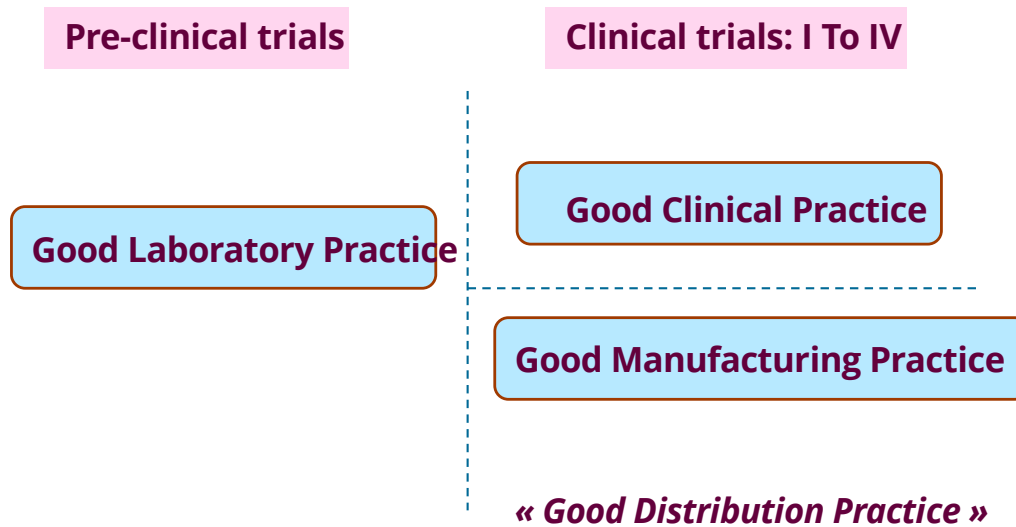 Pre-clinical trials
Clinical trials: I To IV
Good Laboratory Practice
Good Clinical Practice
Good Manufacturing Practice
« Good Distribution Practice »